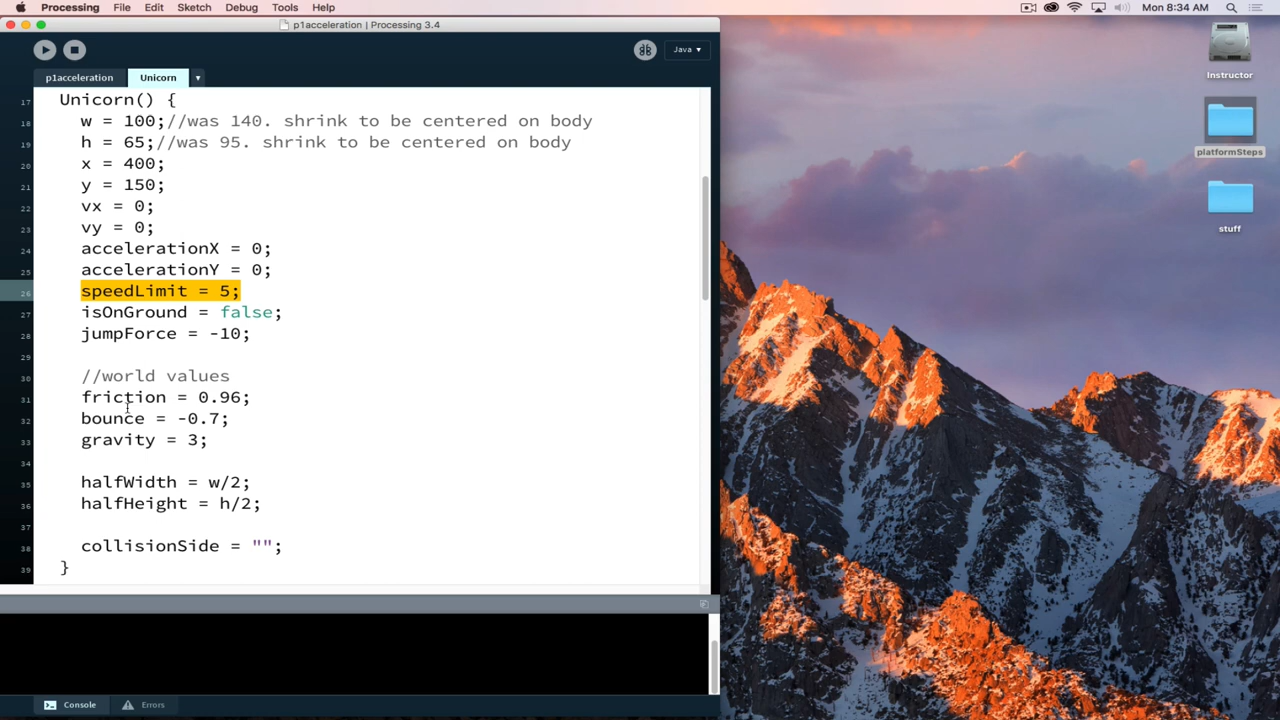 Processing File Edit Sketch Debug Tools Help Mon 8:34 AM
p1acceleration | Processing 3.4
Java ▾
p1acceleration Unicorn ▾
17 Unicorn() {
18 w = 100;//was 140. shrink to be centered on body
19 h = 65;//was 95. shrink to be centered on body
20 x = 400;
21 y = 150;
22 vx = 0;
23 vy = 0;
24 accelerationX = 0;
25 accelerationY = 0;
26 speedLimit = 5;
27 isOnGround = false;
28 jumpForce = -10;
29
30 //world values
31 friction = 0.96;
32 bounce = -0.7;
33 gravity = 3;
34
35 halfWidth = w/2;
36 halfHeight = h/2;
37
38 collisionSide = "";
39 }
Console Errors
Instructor
platformSteps
stuff